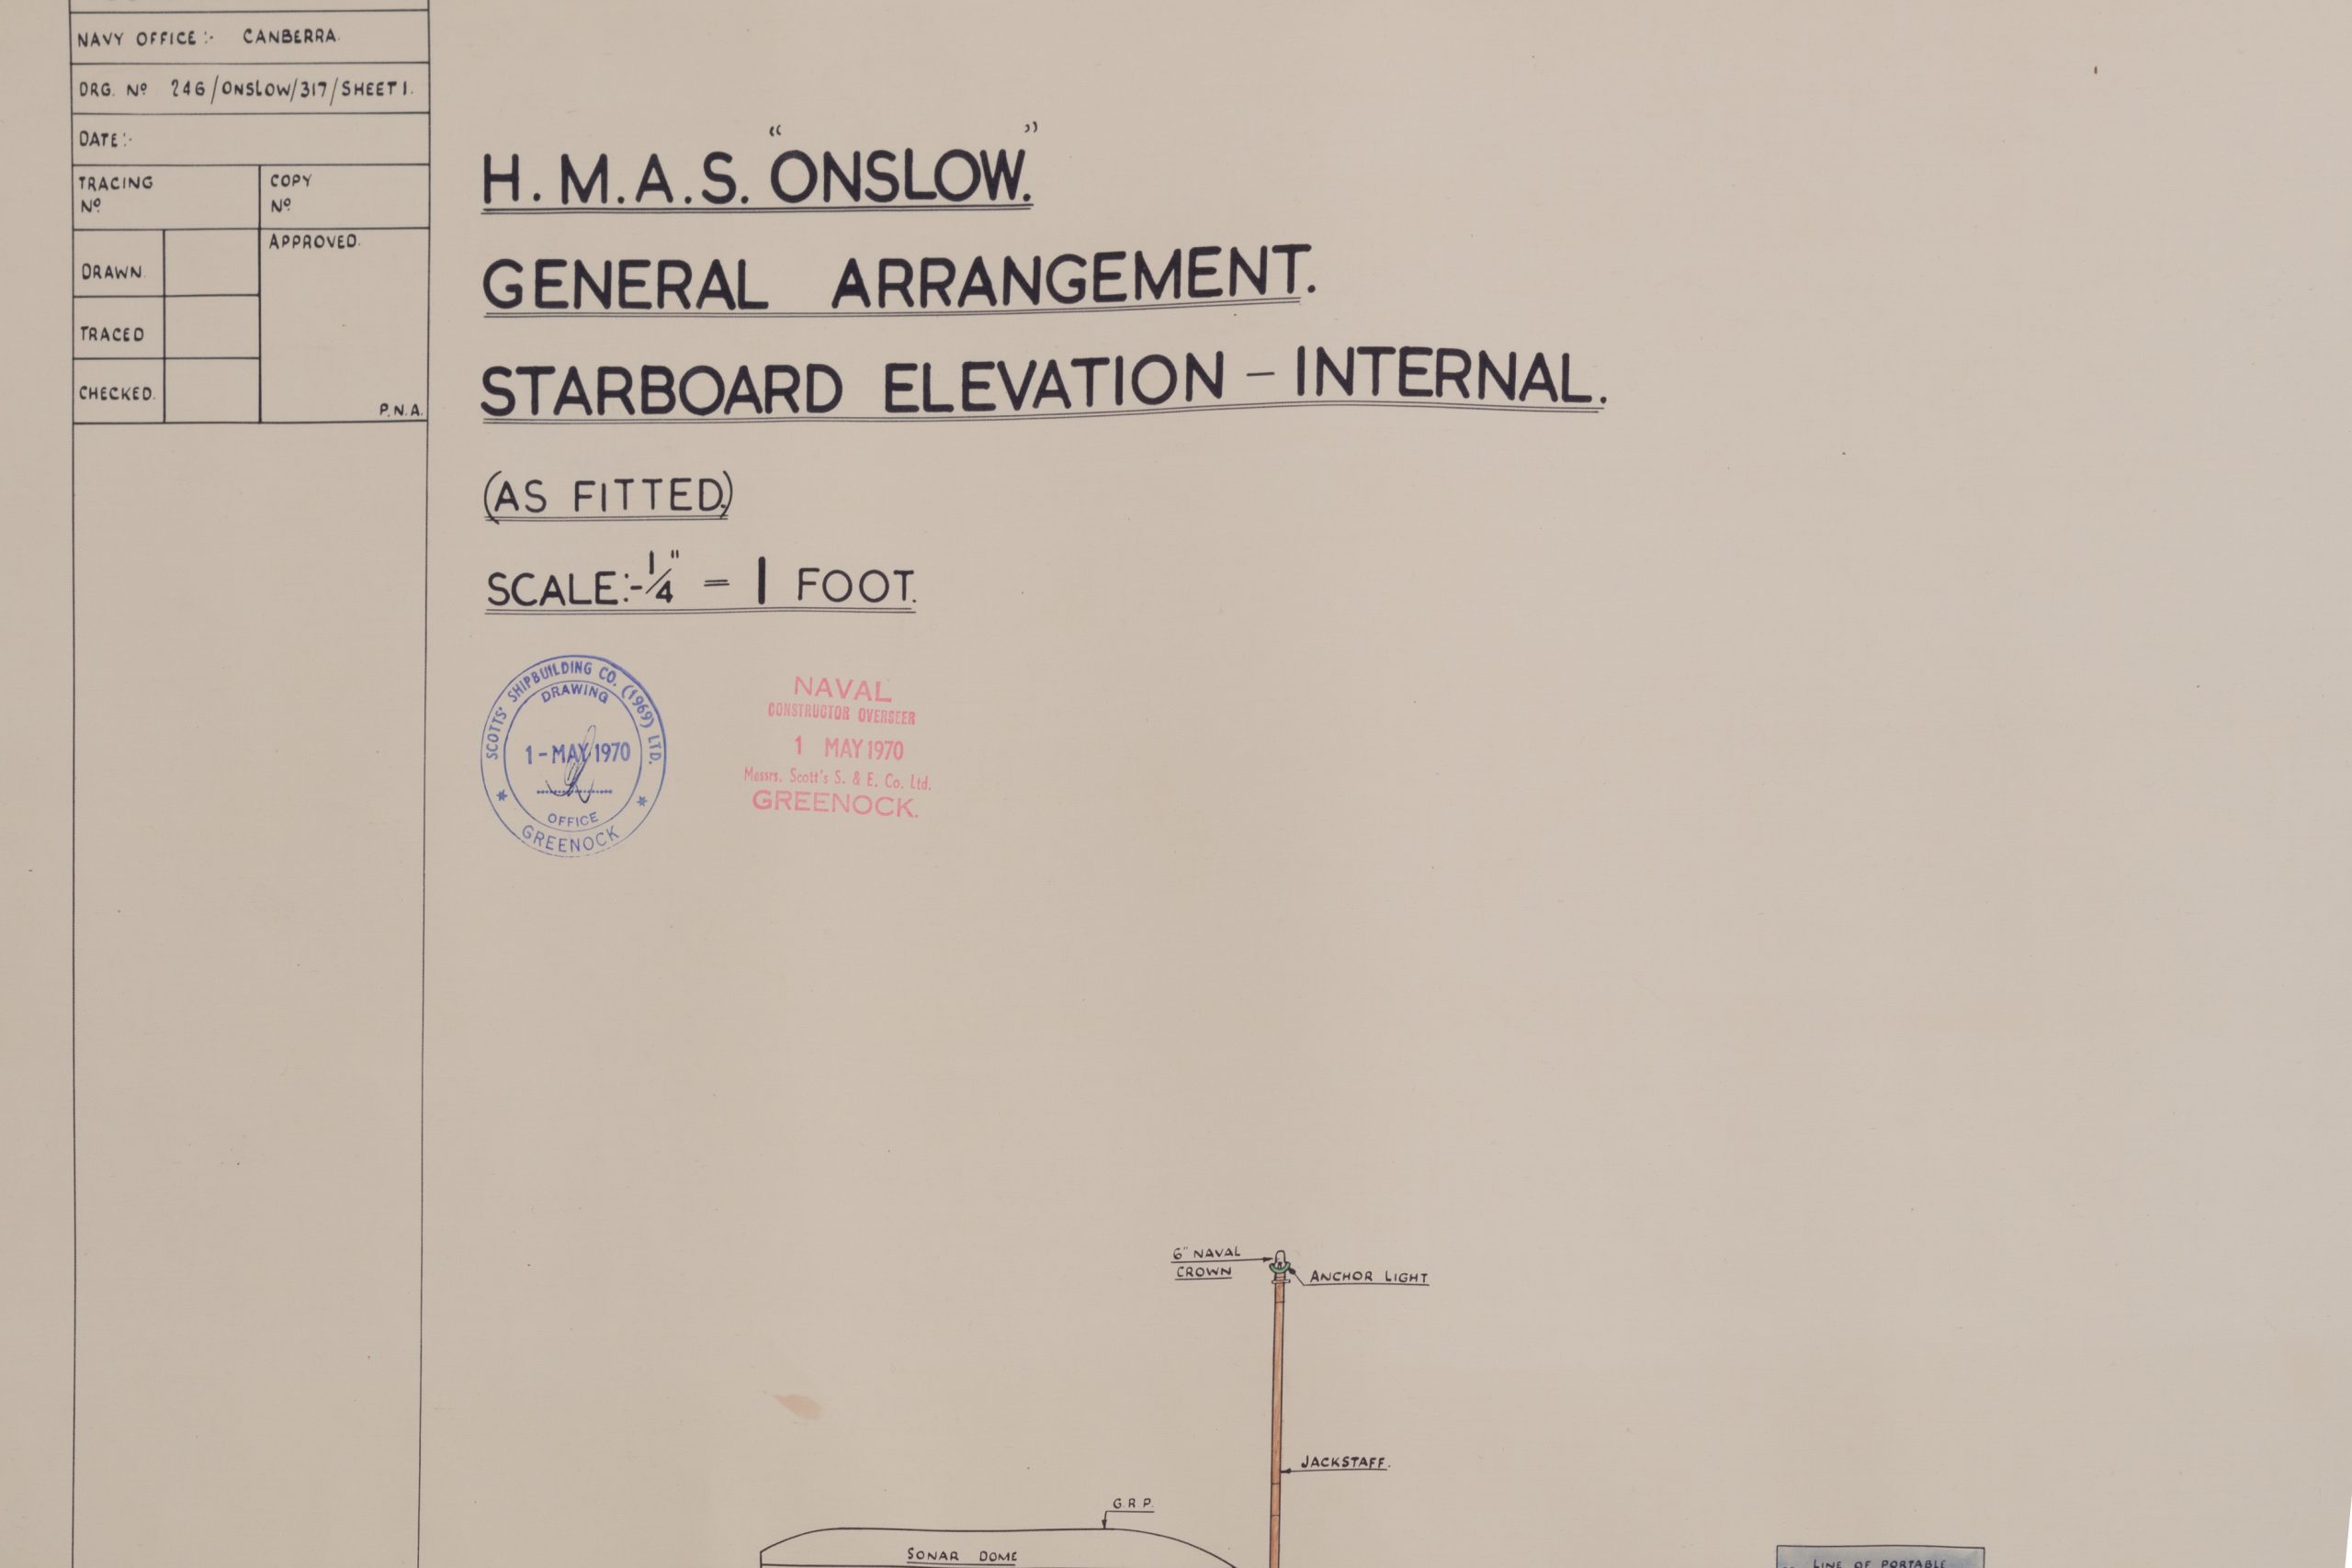 NAVY OFFICE :- CANBERRA.
DRG. Nº 246/ONSLOW/317/SHEET 1.
DATE :-
TRACING Nº
COPY Nº
DRAWN.
APPROVED.
TRACED
CHECKED.
P.N.A.
H.M.A.S. "ONSLOW."
GENERAL ARRANGEMENT.
STARBOARD ELEVATION – INTERNAL.
(AS FITTED.)
SCALE:- 1/4" = 1 FOOT.
SCOTTS' SHIPBUILDING CO. (1969) LTD.
DRAWING
1-MAY 1970
OFFICE
GREENOCK
NAVAL
CONSTRUCTOR OVERSEER
1 MAY 1970
Messrs. Scott's S. & E. Co. Ltd.
GREENOCK.
6" NAVAL
CROWN
ANCHOR LIGHT
JACKSTAFF.
G.R.P.
SONAR DOME
LINE OF PORTABLE